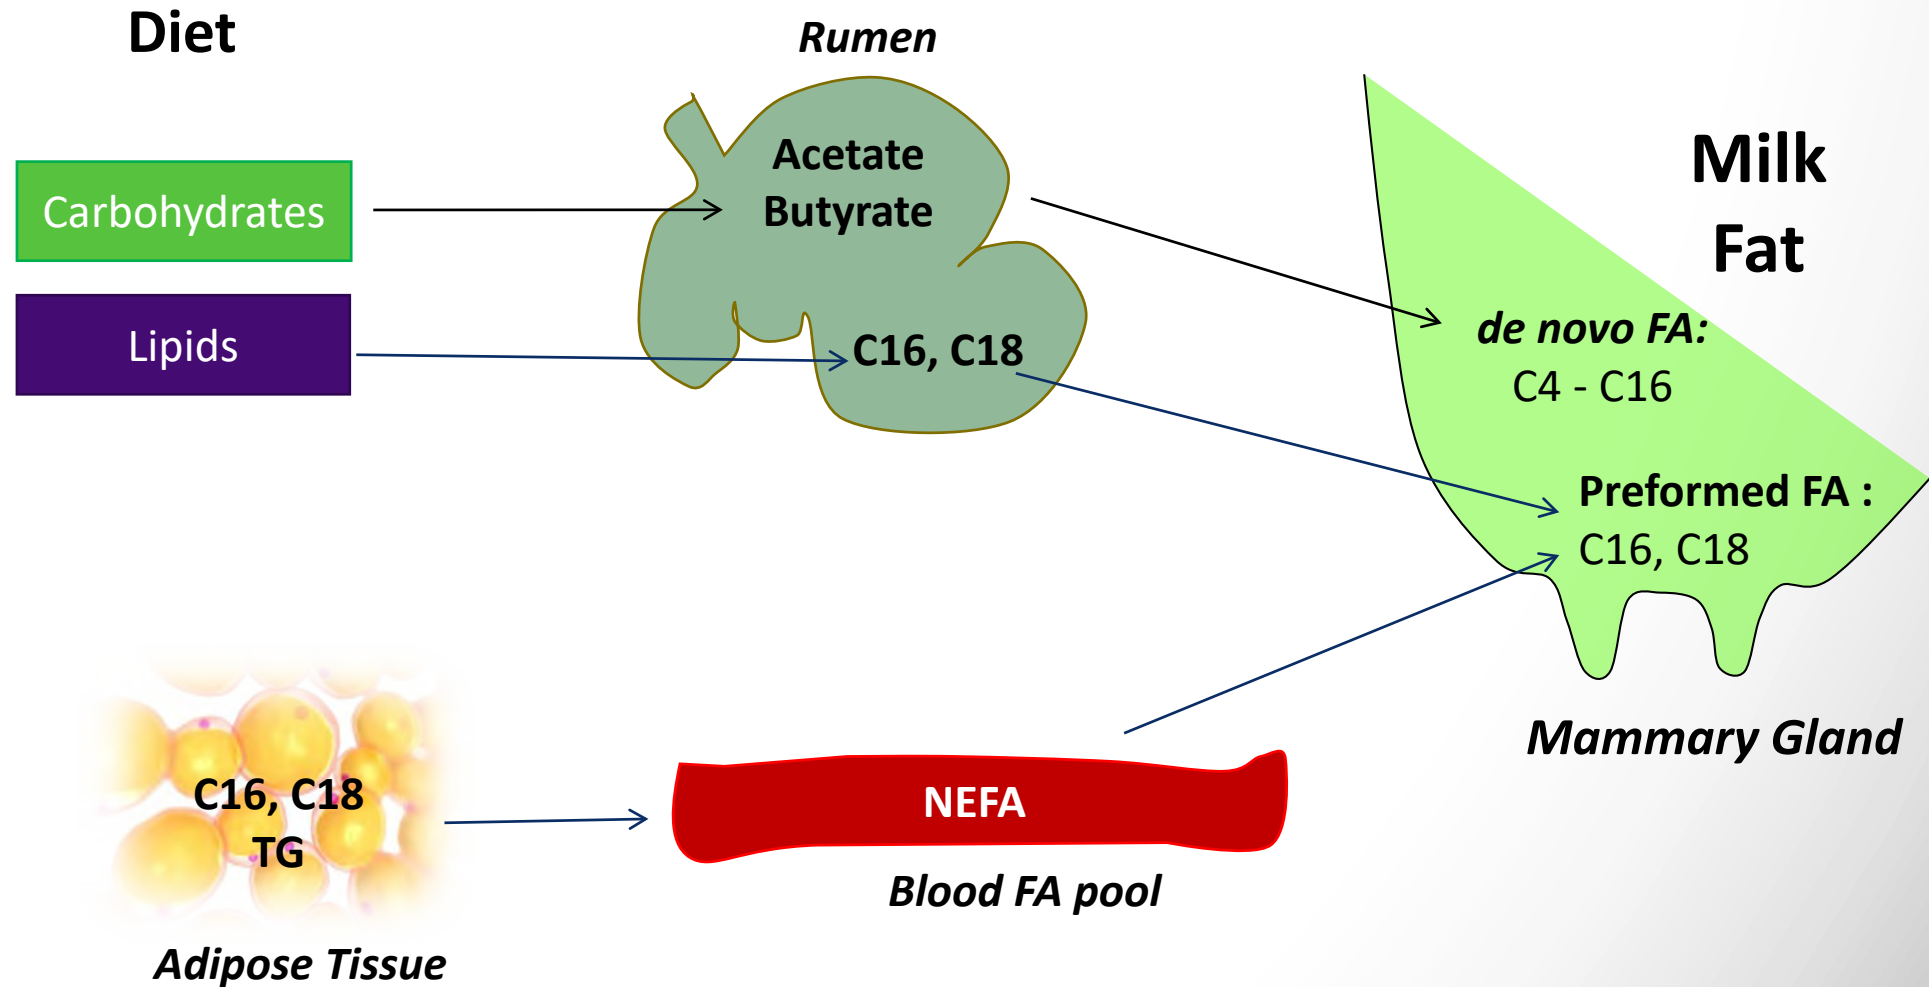 Diet
Rumen
Carbohydrates
Acetate
Butyrate
Milk
Fat
Lipids
C16, C18
de novo FA:
C4 - C16
Preformed FA :
C16, C18
Mammary Gland
C16, C18
TG
NEFA
Blood FA pool
Adipose Tissue